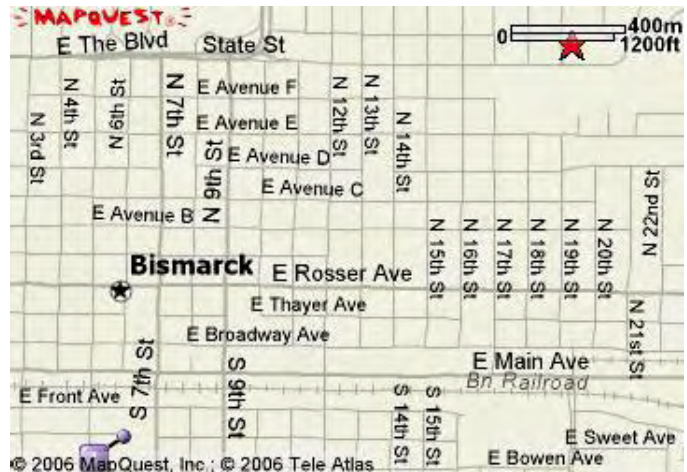 MAPQUEST
E The Blvd
State St
0
400m
1200ft
N 3rd St
N 4th St
N 6th St
N 7th St
N 9th St
E Avenue F
E Avenue E
E Avenue D
E Avenue C
E Avenue B
N 12th St
N 13th St
N 14th St
N 15th St
N 16th St
N 17th St
N 18th St
N 19th St
N 20th St
N 22nd St
N 21st St
Bismarck
E Rosser Ave
E Thayer Ave
E Broadway Ave
E Main Ave
Bn Railroad
E Front Ave
S 7th St
S 9th St
S 14th St
S 15th St
E Sweet Ave
E Bowen Ave
© 2006 MapQuest, Inc.; © 2006 Tele Atlas